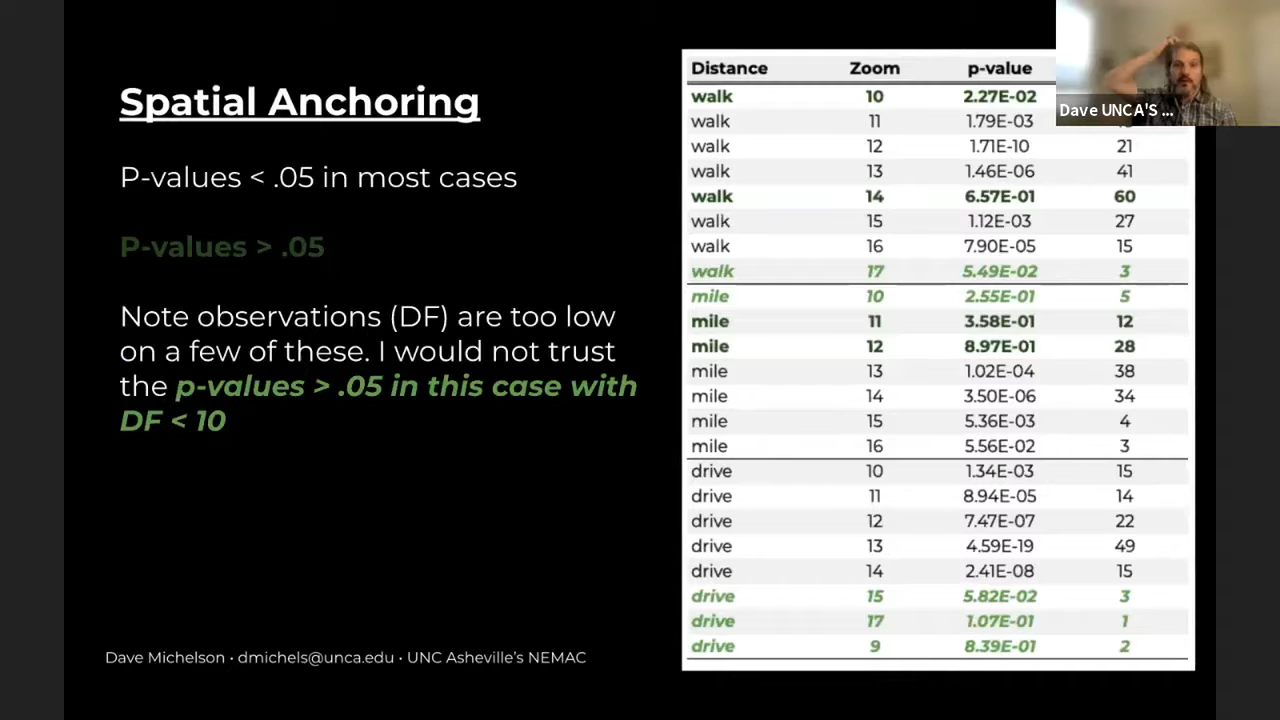 Spatial Anchoring
P-values < .05 in most cases
P-values > .05
Note observations (DF) are too low
on a few of these. I would not trust
the p-values > .05 in this case with
DF < 10
Dave Michelson · dmichels@unca.edu · UNC Asheville's NEMAC
Distance Zoom p-value
walk 10 2.27E-02
walk 11 1.79E-03
walk 12 1.71E-10 21
walk 13 1.46E-06 41
walk 14 6.57E-01 60
walk 15 1.12E-03 27
walk 16 7.90E-05 15
walk 17 5.49E-02 3
mile 10 2.55E-01 5
mile 11 3.58E-01 12
mile 12 8.97E-01 28
mile 13 1.02E-04 38
mile 14 3.50E-06 34
mile 15 5.36E-03 4
mile 16 5.56E-02 3
drive 10 1.34E-03 15
drive 11 8.94E-05 14
drive 12 7.47E-07 22
drive 13 4.59E-19 49
drive 14 2.41E-08 15
drive 15 5.82E-02 3
drive 17 1.07E-01 1
drive 9 8.39E-01 2
Dave UNCA'S ...